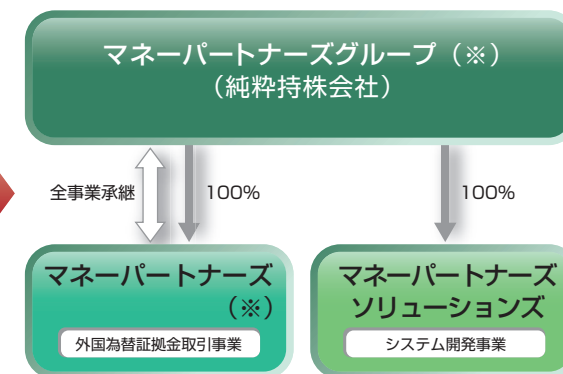 マネーパートナーズグループ（※）
（純粋持株会社）
全事業承継
100%
100%
マネーパートナーズ
（※）
外国為替証拠金取引事業
マネーパートナーズ
ソリューションズ
システム開発事業